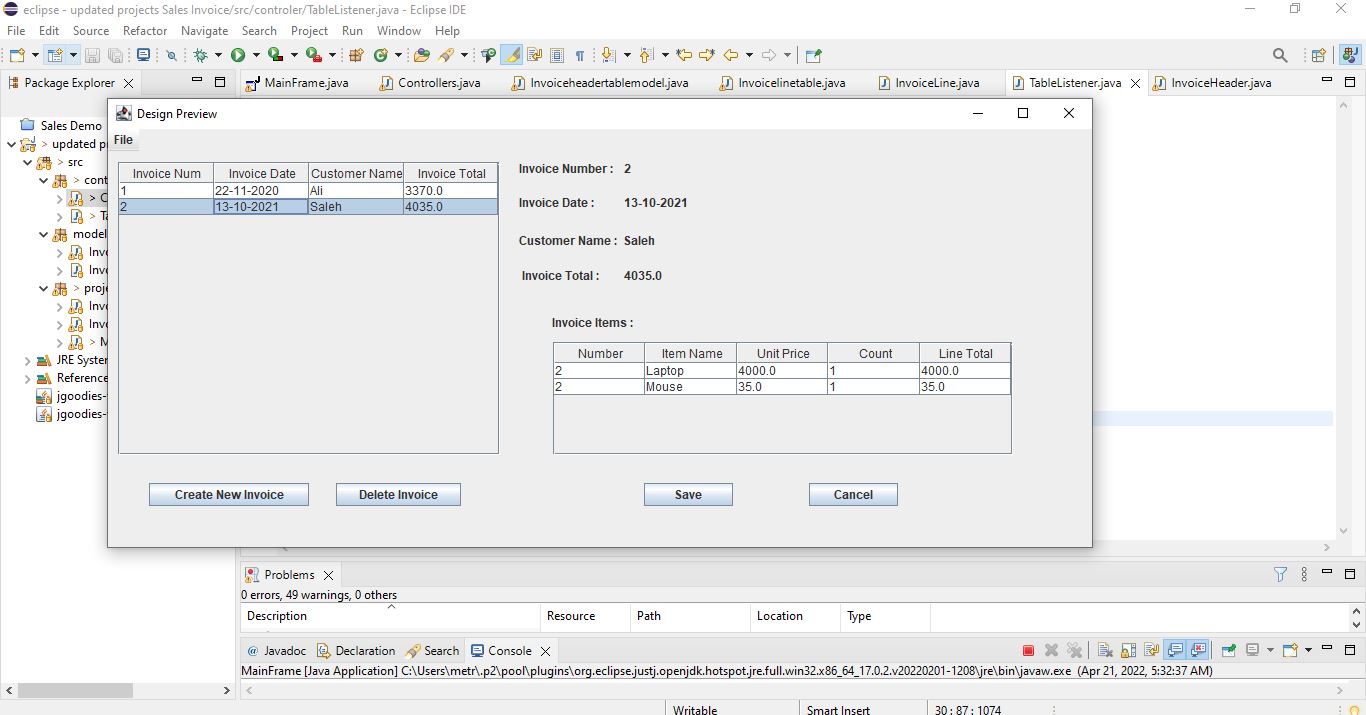 eclipse - updated projects Sales Invoice/src/controler/TableListener.java - Eclipse IDE
File Edit Source Refactor Navigate Search Project Run Window Help
Package Explorer MainFrame.java Controllers.java Invoiceheadertablemodel.java Invoicelinetable.java InvoiceLine.java TableListener.java InvoiceHeader.java
Design Preview
File
Sales Demo
> updated
> src
> cont
> C
> T
model
Invo
Invo
> proje
Invo
Invo
> M
JRE Syster
Reference
jgoodies-
jgoodies-
Invoice Num Invoice Date Customer Name Invoice Total
1 22-11-2020 Ali 3370.0
2 13-10-2021 Saleh 4035.0
Invoice Number : 2
Invoice Date : 13-10-2021
Customer Name : Saleh
Invoice Total : 4035.0
Invoice Items :
Number Item Name Unit Price Count Line Total
2 Laptop 4000.0 1 4000.0
2 Mouse 35.0 1 35.0
Create New Invoice Delete Invoice Save Cancel
Problems
0 errors, 49 warnings, 0 others
Description Resource Path Location Type
@ Javadoc Declaration Search Console
MainFrame [Java Application] C:\Users\metr\.p2\pool\plugins\org.eclipse.justj.openjdk.hotspot.jre.full.win32.x86_64_17.0.2.v20220201-1208\jre\bin\javaw.exe (Apr 21, 2022, 5:32:37 AM)
Writable Smart Insert 30 : 87 : 1074